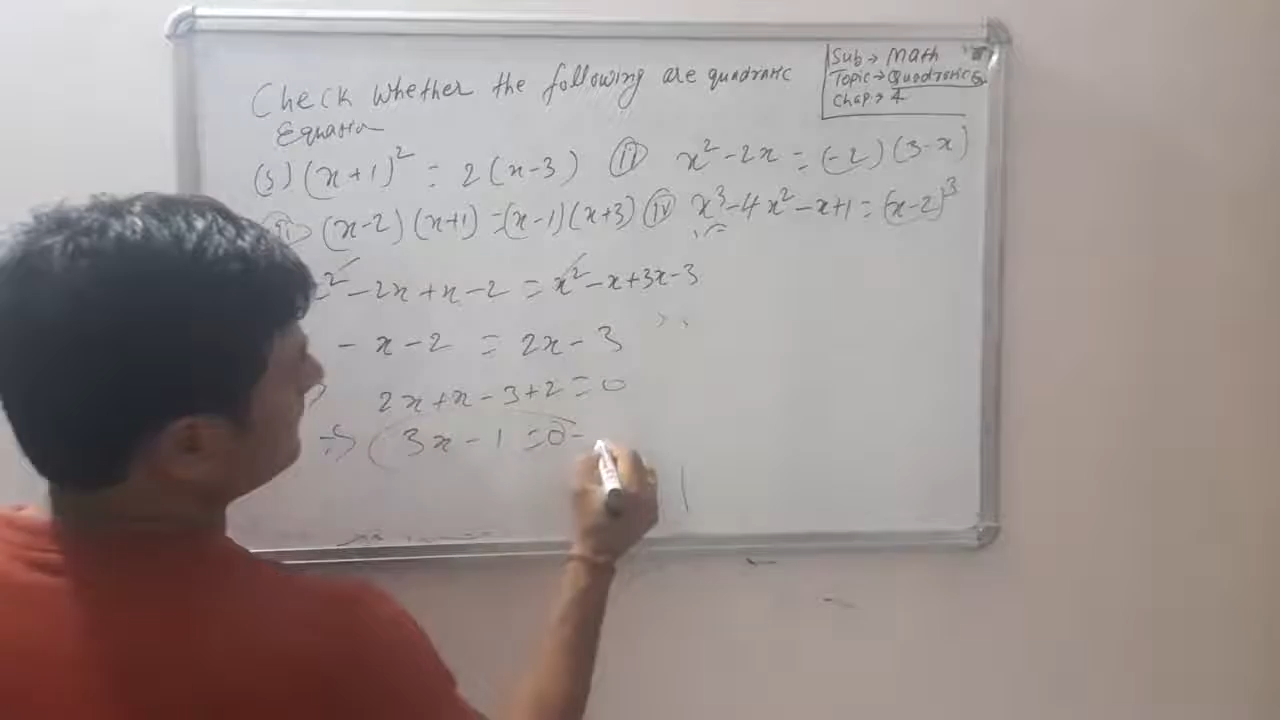 Sub → Math
Topic → Quadratic
Chap → 4
Check whether the following are quadratic
Equation
(i) (x+1)² = 2(x-3) (ii) x² - 2x = (-2)(3-x)
(x-2)(x+1) = (x-1)(x+3) (iv) x³ - 4x² - x + 1 = (x-2)³
² - 2x + x - 2 = x² - x + 3x - 3
- x - 2 = 2x - 3
2x + x - 3 + 2 = 0
⇒ 3x - 1 = 0